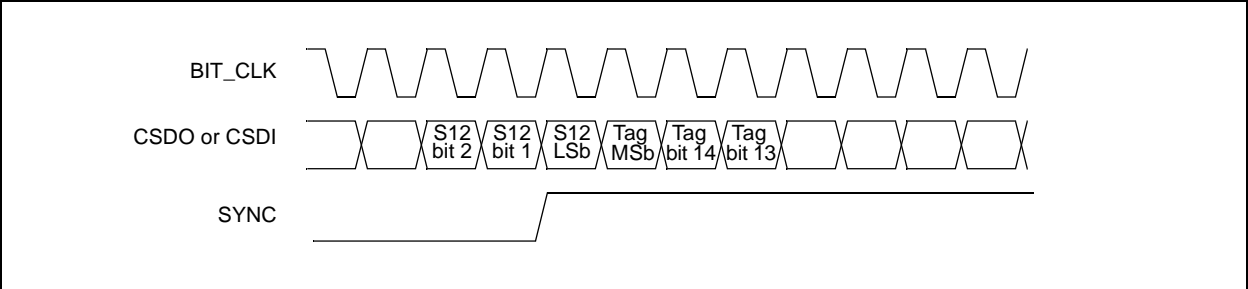 BIT_CLK
CSDO or CSDI
S12
bit 2
S12
bit 1
S12
LSb
Tag
MSb
Tag
bit 14
Tag
bit 13
SYNC